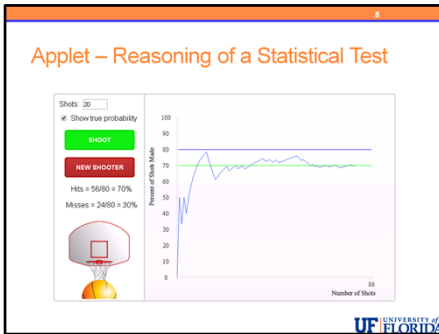 8
Applet – Reasoning of a Statistical Test
Shots: 20
Show true probability
SHOOT
NEW SHOOTER
Hits = 56/80 = 70%
Misses = 24/80 = 30%
Percent of Shots Made
100
90
80
70
60
50
40
30
20
10
0
Number of Shots
UF UNIVERSITY of
FLORIDA